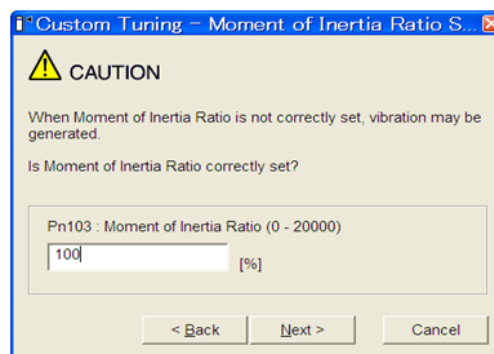 Custom Tuning - Moment of Inertia Ratio S...
CAUTION
When Moment of Inertia Ratio is not correctly set, vibration may be
generated.
Is Moment of Inertia Ratio correctly set?
Pn103 : Moment of Inertia Ratio (0 - 20000)
100
[%]
< Back
Next >
Cancel